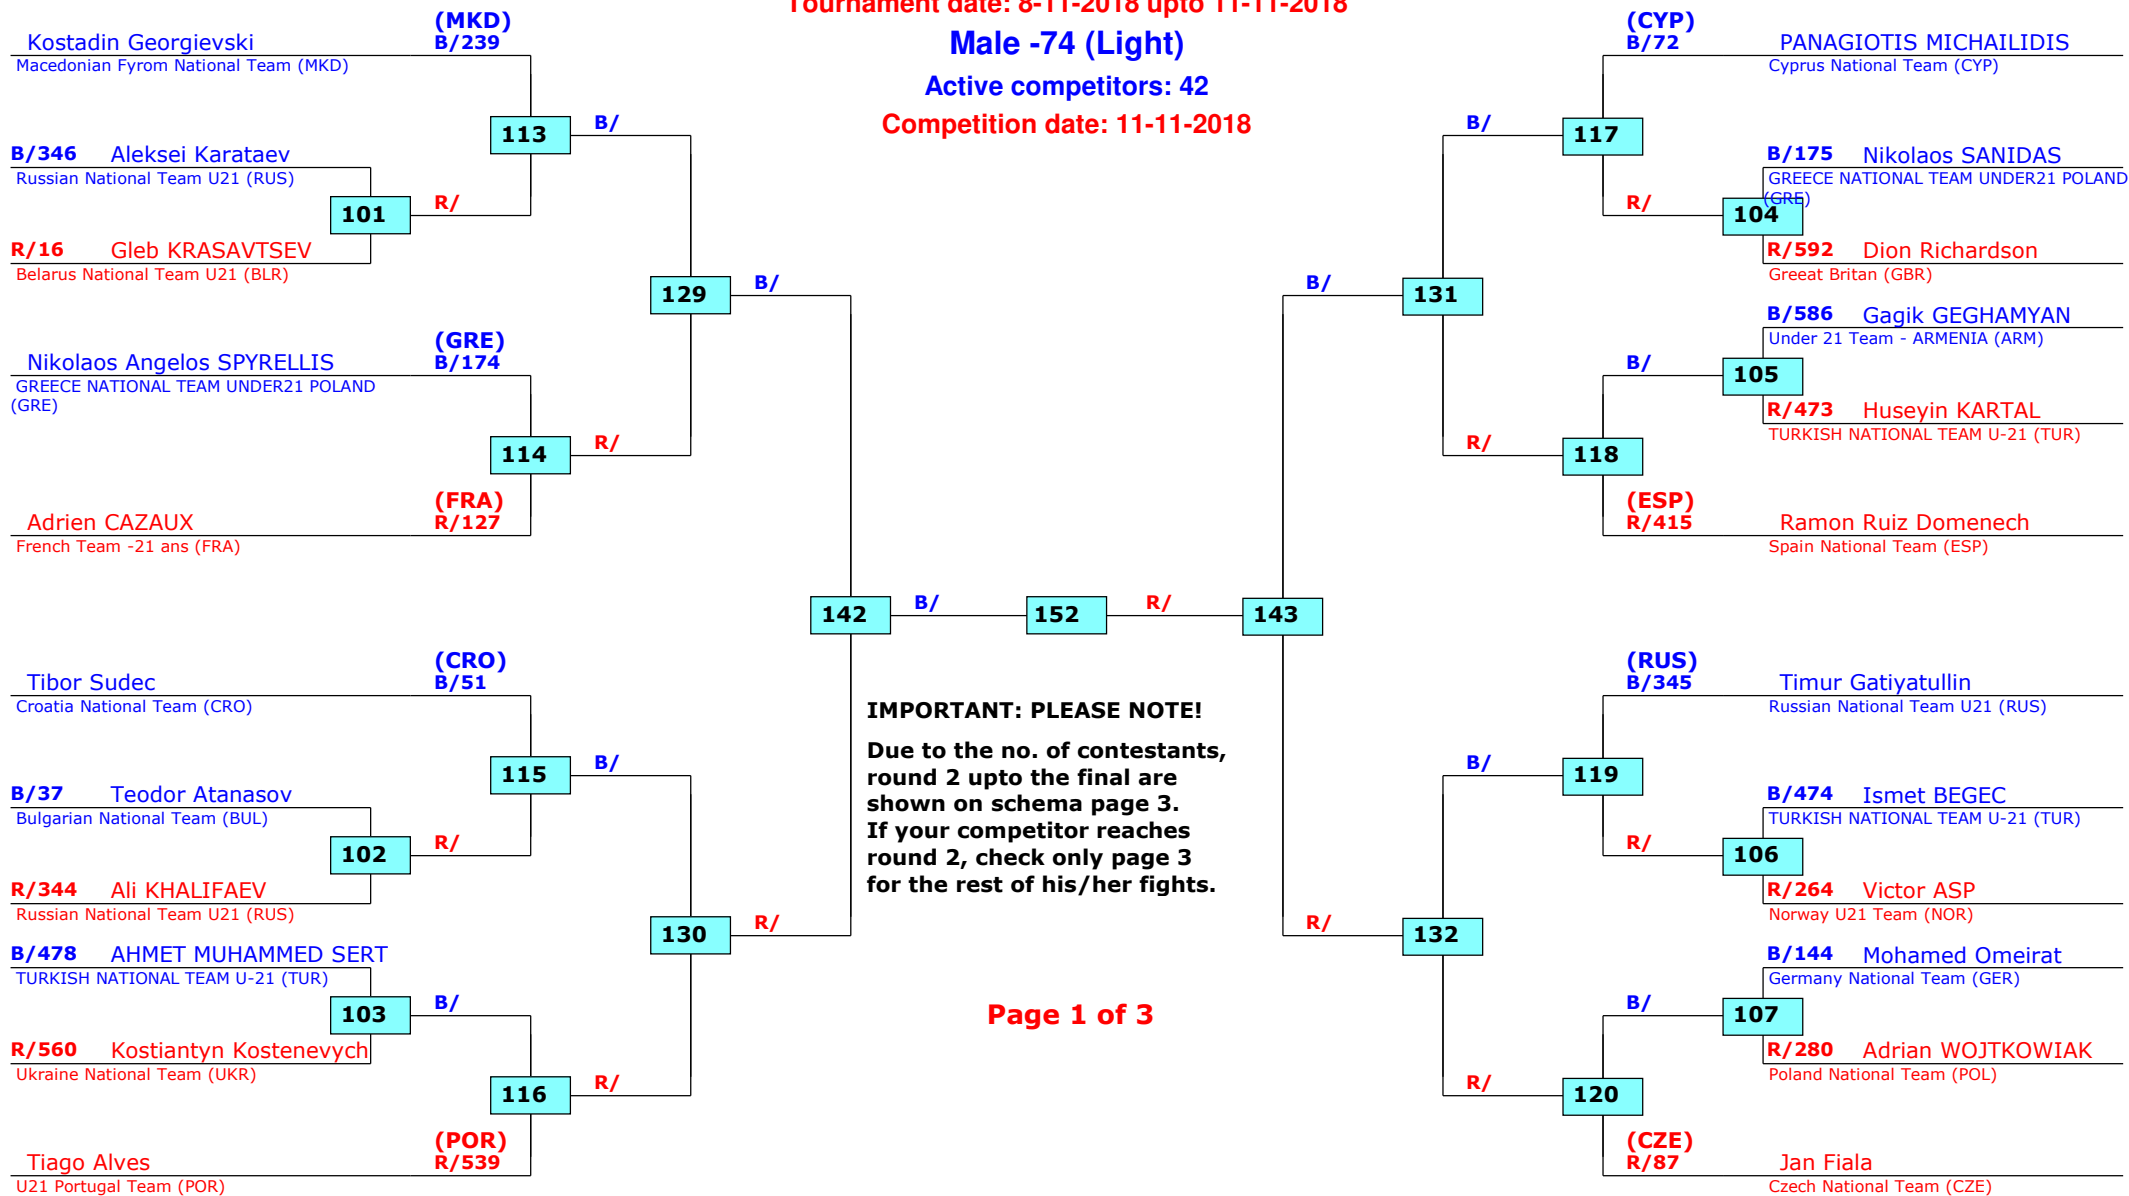 Tournament date: 8-11-2018 upto 11-11-2018
Male -74 (Light)
Active competitors: 42
Competition date: 11-11-2018
(MKD)
Kostadin Georgievski B/239
Macedonian Fyrom National Team (MKD)
113 B/
B/346 Aleksei Karataev
Russian National Team U21 (RUS)
101 R/
R/16 Gleb KRASAVTSEV
Belarus National Team U21 (BLR)
129 B/
(GRE)
Nikolaos Angelos SPYRELLIS B/174
GREECE NATIONAL TEAM UNDER21 POLAND
(GRE)
114 R/
(FRA)
Adrien CAZAUX R/127
French Team -21 ans (FRA)
142 B/ 152 R/ 143
(CRO)
Tibor Sudec B/51
Croatia National Team (CRO)
115 B/
B/37 Teodor Atanasov
Bulgarian National Team (BUL)
102 R/
R/344 Ali KHALIFAEV
Russian National Team U21 (RUS)
130 R/
B/478 AHMET MUHAMMED SERT
TURKISH NATIONAL TEAM U-21 (TUR)
103 B/
R/560 Kostiantyn Kostenevych
Ukraine National Team (UKR)
116 R/
(POR)
Tiago Alves R/539
U21 Portugal Team (POR)
IMPORTANT: PLEASE NOTE!
Due to the no. of contestants,
round 2 upto the final are
shown on schema page 3.
If your competitor reaches
round 2, check only page 3
for the rest of his/her fights.
Page 1 of 3
(CYP)
B/72 PANAGIOTIS MICHAILIDIS
Cyprus National Team (CYP)
B/ 117
B/175 Nikolaos SANIDAS
GREECE NATIONAL TEAM UNDER21 POLAND
(GRE)
R/ 104
R/592 Dion Richardson
Greeat Britan (GBR)
B/ 131
B/586 Gagik GEGHAMYAN
Under 21 Team - ARMENIA (ARM)
B/ 105
R/473 Huseyin KARTAL
TURKISH NATIONAL TEAM U-21 (TUR)
R/ 118
(ESP)
R/415 Ramon Ruiz Domenech
Spain National Team (ESP)
(RUS)
B/345 Timur Gatiyatullin
Russian National Team U21 (RUS)
B/ 119
B/474 Ismet BEGEC
TURKISH NATIONAL TEAM U-21 (TUR)
R/ 106
R/264 Victor ASP
Norway U21 Team (NOR)
R/ 132
B/144 Mohamed Omeirat
Germany National Team (GER)
B/ 107
R/280 Adrian WOJTKOWIAK
Poland National Team (POL)
R/ 120
(CZE)
R/87 Jan Fiala
Czech National Team (CZE)